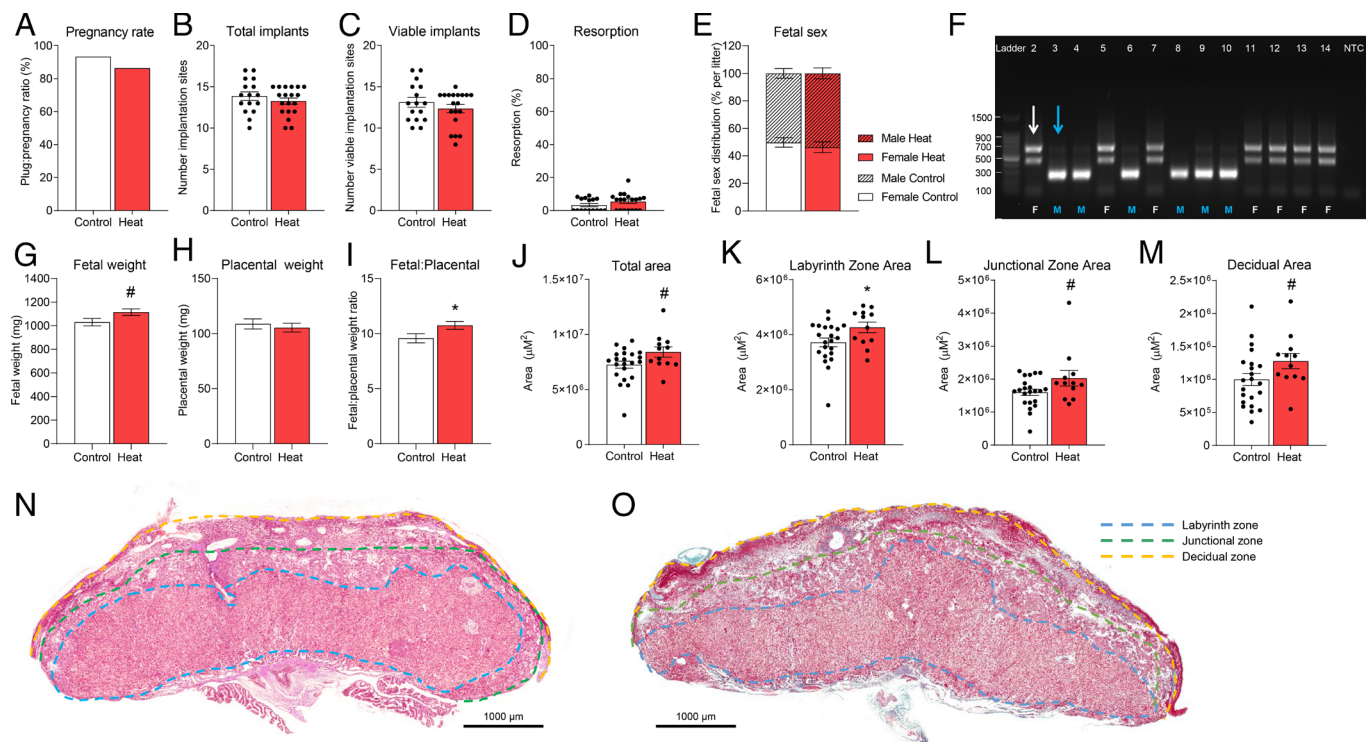 A
Pregnancy rate
Plug:pregnancy ratio (%)
100
80
60
40
20
0
Control Heat
B
Total implants
Number implantation sites
20
15
10
5
0
Control Heat
C
Viable implants
Number viable implantation sites
20
15
10
5
0
Control Heat
D
Resorption
Resorption (%)
100
80
60
40
20
0
Control Heat
E
Fetal sex
Fetal sex distribution (% per litter)
140
120
100
80
60
40
20
0
Male Heat
Female Heat
Male Control
Female Control
F
Ladder 2 3 4 5 6 7 8 9 10 11 12 13 14 NTC
1500
900
700
500
300
100
F M M F M F M M M F F F F
G
Fetal weight
Fetal weight (mg)
1400
1200
1100
1000
800
600
400
200
0
#
Control Heat
H
Placental weight
Placental weight (mg)
150
100
50
0
Control Heat
I
Fetal:Placental
Fetal:placental weight ratio
15
10
5
0
*
Control Heat
J
Total area
Area (μM²)
1.5×10⁷
1×10⁷
5×10⁶
0
#
Control Heat
K
Labyrinth Zone Area
Area (μM²)
6×10⁶
4×10⁶
2×10⁶
0
*
Control Heat
L
Junctional Zone Area
Area (μM²)
5×10⁶
4×10⁶
3×10⁶
2×10⁶
1×10⁶
0
#
Control Heat
M
Decidual Area
Area (μM²)
2.5×10⁶
2×10⁶
1.5×10⁶
1×10⁶
5×10⁵
0
#
Control Heat
N
1000 μm
O
1000 μm
Labyrinth zone
Junctional zone
Decidual zone